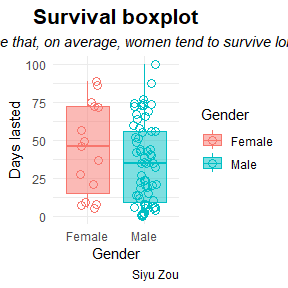 Survival boxplot
e that, on average, women tend to survive lo
100
75
50
25
0
Days lasted
Female
Male
Gender
Gender
Female
Male
Siyu Zou